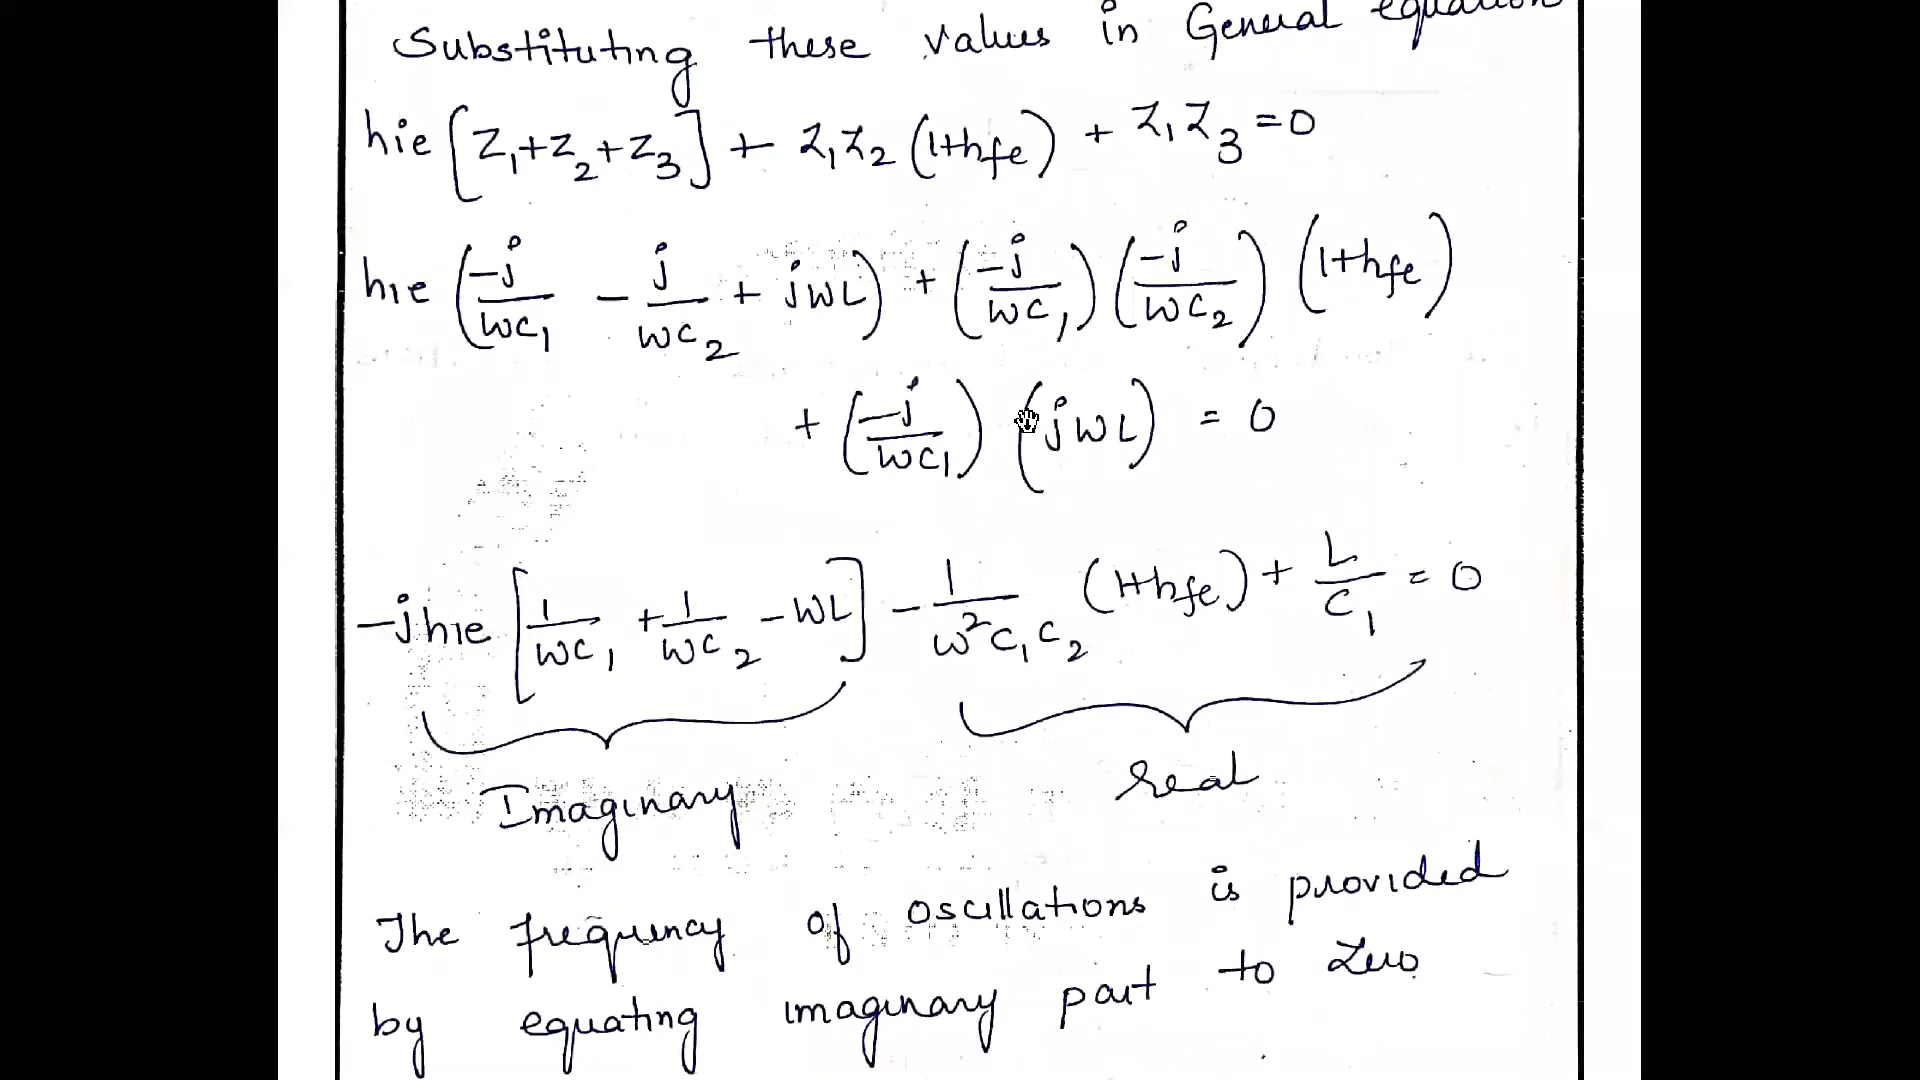 Substituting these values in General equation
hie [Z₁+Z₂+Z₃] + Z₁Z₂ (1+hfe) + Z₁Z₃ = 0
hie (-j/ωC₁ - j/ωC₂ + jωL) + (-j/ωC₁) (-j/ωC₂) (1+hfe)
+ (-j/ωC₁) (jωL) = 0
-jhie [1/ωC₁ + 1/ωC₂ - ωL] - 1/ω²C₁C₂ (1+hfe) + L/C₁ = 0
Imaginary real
The frequency of oscillations is provided
by equating imaginary part to zero